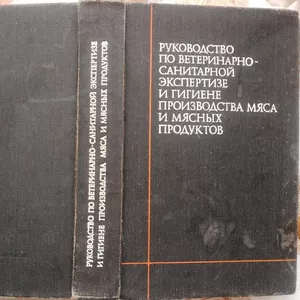 РУКОВОДСТВО ПО ВЕТЕРИНАРНО-САНИТАРНОЙ ЭКСПЕРТИЗЕ
И ГИГИЕНЕ ПРОИЗВОДСТВА МЯСА И МЯСНЫХ ПРОДУКТОВ
РУКОВОДСТВО
ПО ВЕТЕРИНАРНО-
САНИТАРНОЙ
ЭКСПЕРТИЗЕ
И ГИГИЕНЕ
ПРОИЗВОДСТВА МЯСА
И МЯСНЫХ
ПРОДУКТОВ